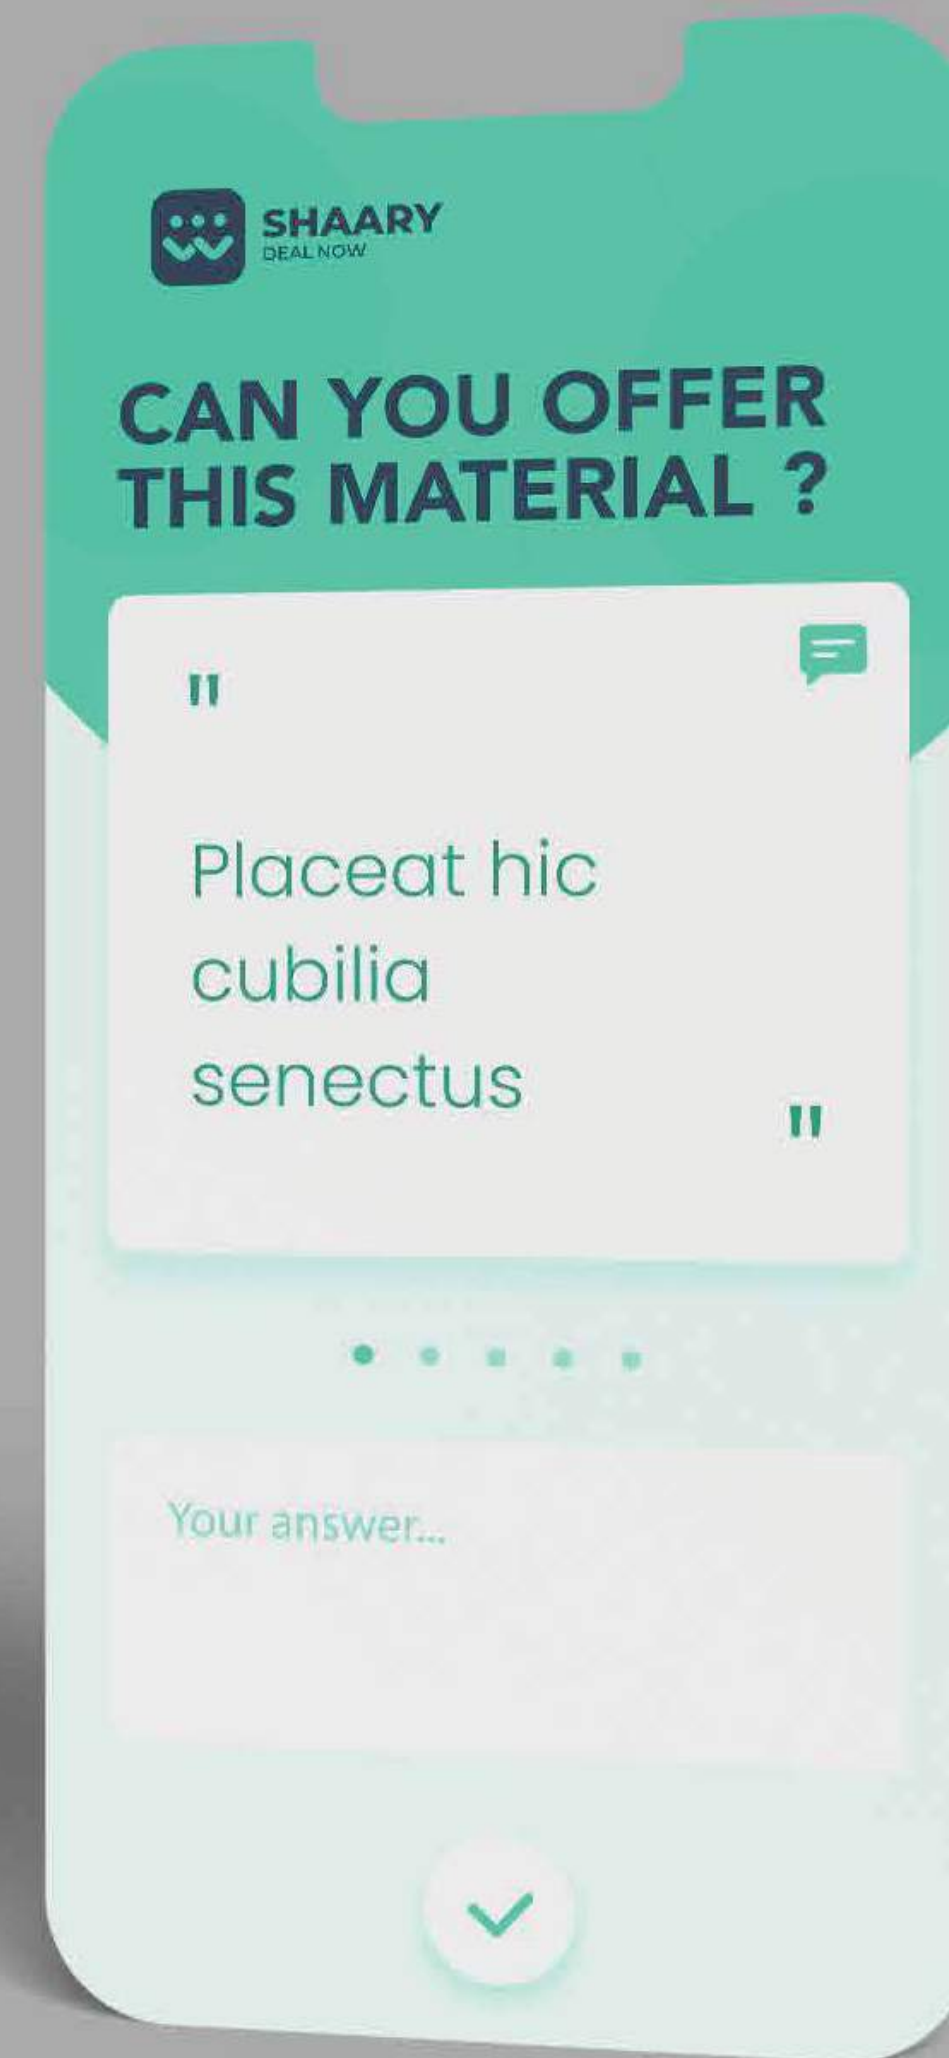 SHAARY
DEAL NOW
CAN YOU OFFER
THIS MATERIAL ?
"
Placeat hic
cubilia
senectus
"
Your answer...